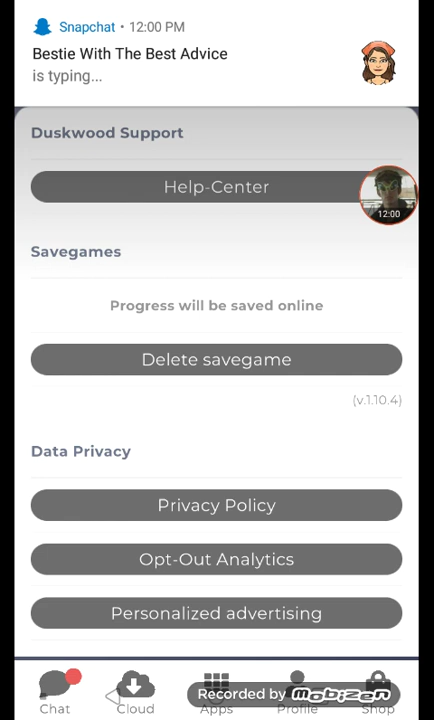 Snapchat • 12:00 PM
Bestie With The Best Advice
is typing...
Duskwood Support
Help-Center
12:00
Savegames
Progress will be saved online
Delete savegame
(v.1.10.4)
Data Privacy
Privacy Policy
Opt-Out Analytics
Personalized advertising
Chat
Cloud
Apps
Profile
Shop
Recorded by mobizen